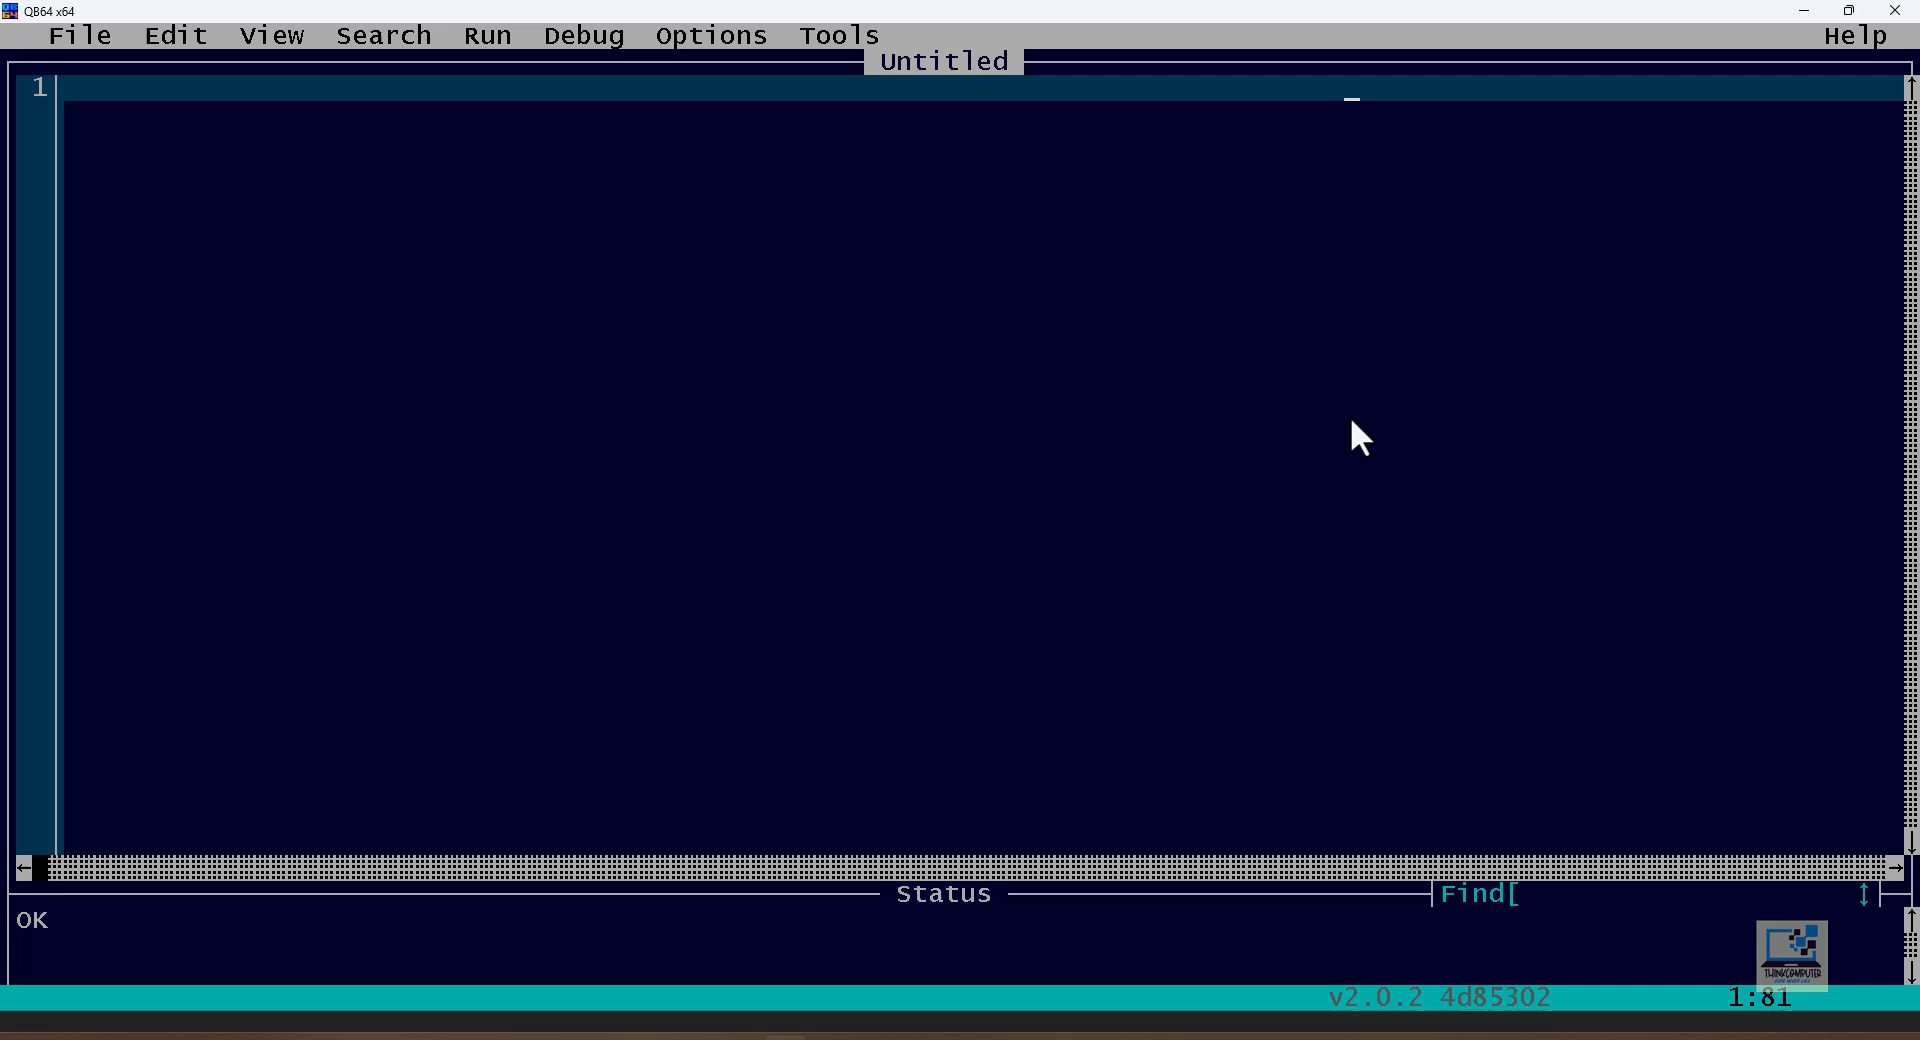 QB64 x64
File Edit View Search Run Debug Options Tools Help
Untitled
1
Status Find[
OK
THINKCOMPUTER
v2.0.2 4d85302 1:81